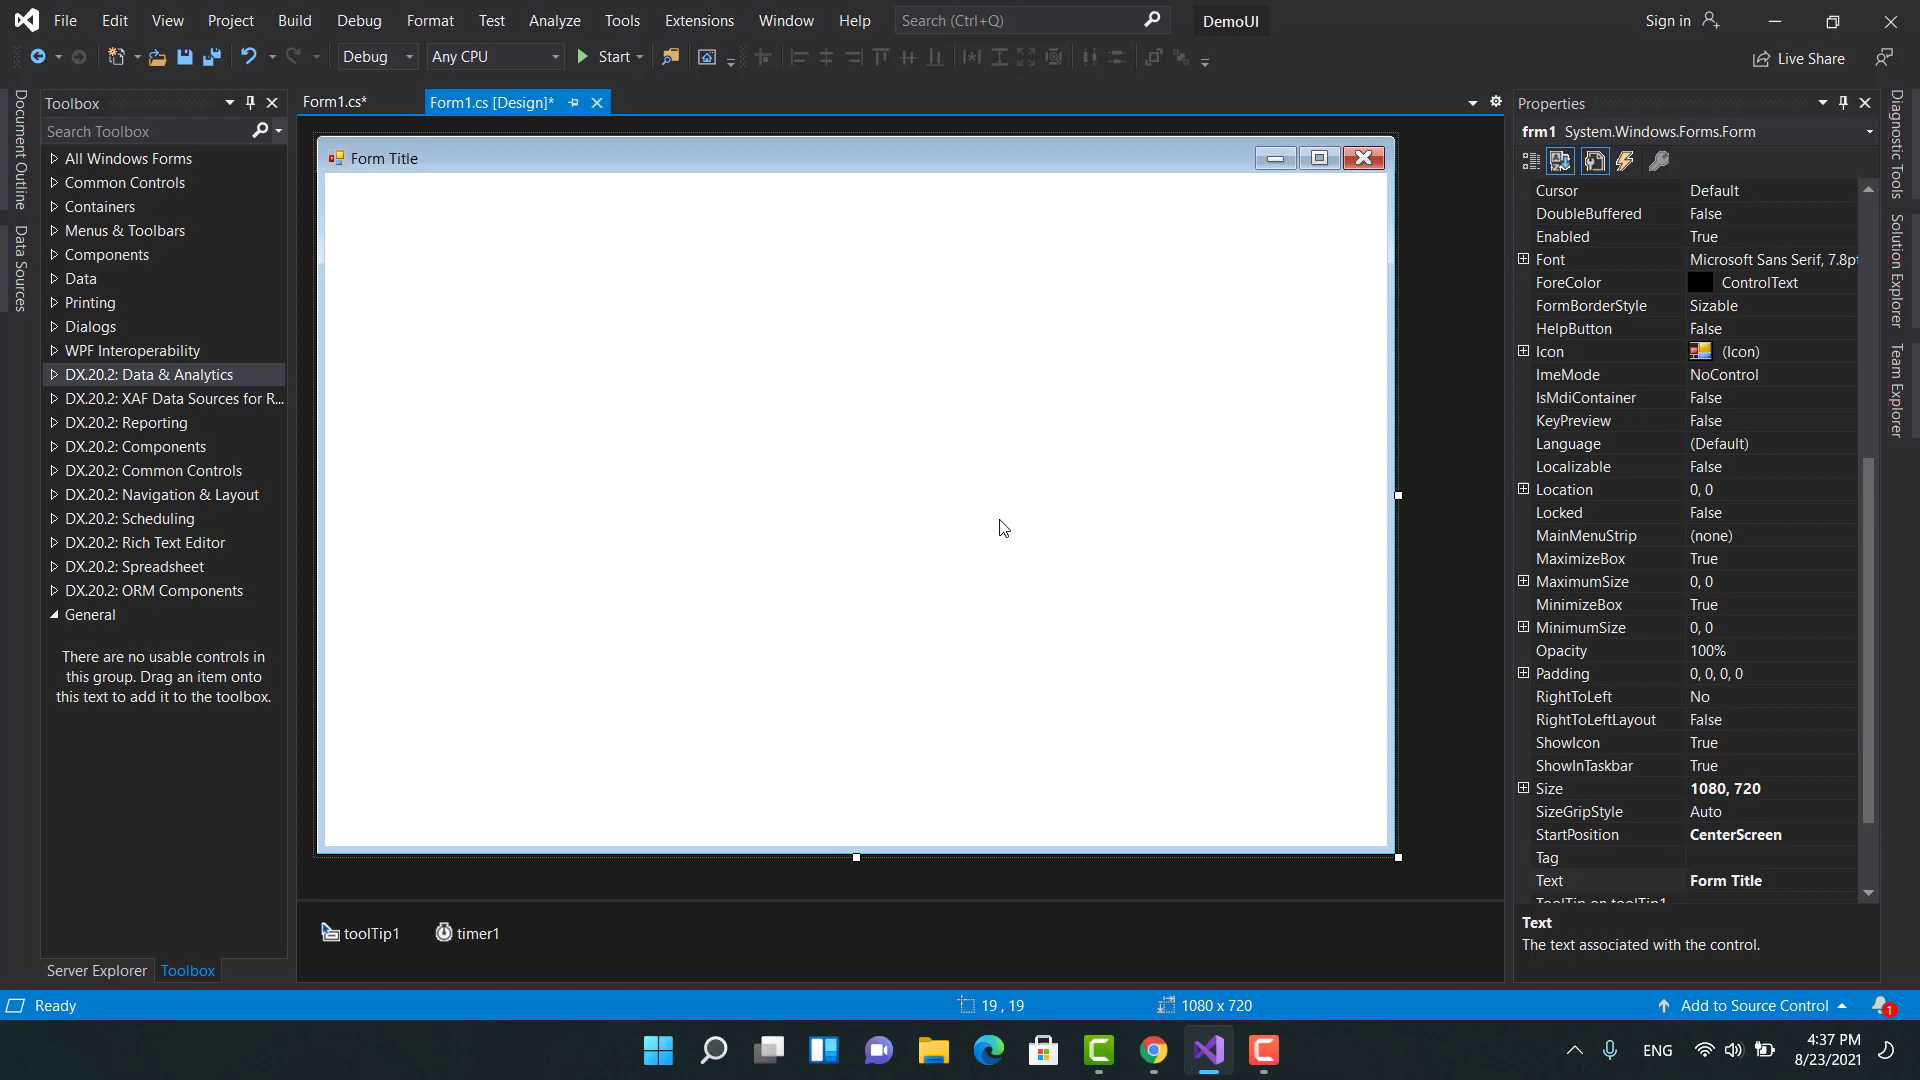 File Edit View Project Build Debug Format Test Analyze Tools Extensions Window Help Search (Ctrl+Q) DemoUI Sign in
Debug Any CPU Start Live Share
Document Outline
Data Sources
Toolbox
Search Toolbox
All Windows Forms
Common Controls
Containers
Menus & Toolbars
Components
Data
Printing
Dialogs
WPF Interoperability
DX.20.2: Data & Analytics
DX.20.2: XAF Data Sources for R...
DX.20.2: Reporting
DX.20.2: Components
DX.20.2: Common Controls
DX.20.2: Navigation & Layout
DX.20.2: Scheduling
DX.20.2: Rich Text Editor
DX.20.2: Spreadsheet
DX.20.2: ORM Components
General
There are no usable controls in
this group. Drag an item onto
this text to add it to the toolbox.
Server Explorer Toolbox
Form1.cs* Form1.cs [Design]*
Form Title
toolTip1 timer1
Properties
frm1 System.Windows.Forms.Form
Cursor Default
DoubleBuffered False
Enabled True
Font Microsoft Sans Serif, 7.8pt
ForeColor ControlText
FormBorderStyle Sizable
HelpButton False
Icon (Icon)
ImeMode NoControl
IsMdiContainer False
KeyPreview False
Language (Default)
Localizable False
Location 0, 0
Locked False
MainMenuStrip (none)
MaximizeBox True
MaximumSize 0, 0
MinimizeBox True
MinimumSize 0, 0
Opacity 100%
Padding 0, 0, 0, 0
RightToLeft No
RightToLeftLayout False
ShowIcon True
ShowInTaskbar True
Size 1080, 720
SizeGripStyle Auto
StartPosition CenterScreen
Tag
Text Form Title
ToolTip on toolTip1
Text
The text associated with the control.
Diagnostic Tools
Solution Explorer
Team Explorer
Ready 19 , 19 1080 x 720 Add to Source Control 1
ENG 4:37 PM
8/23/2021